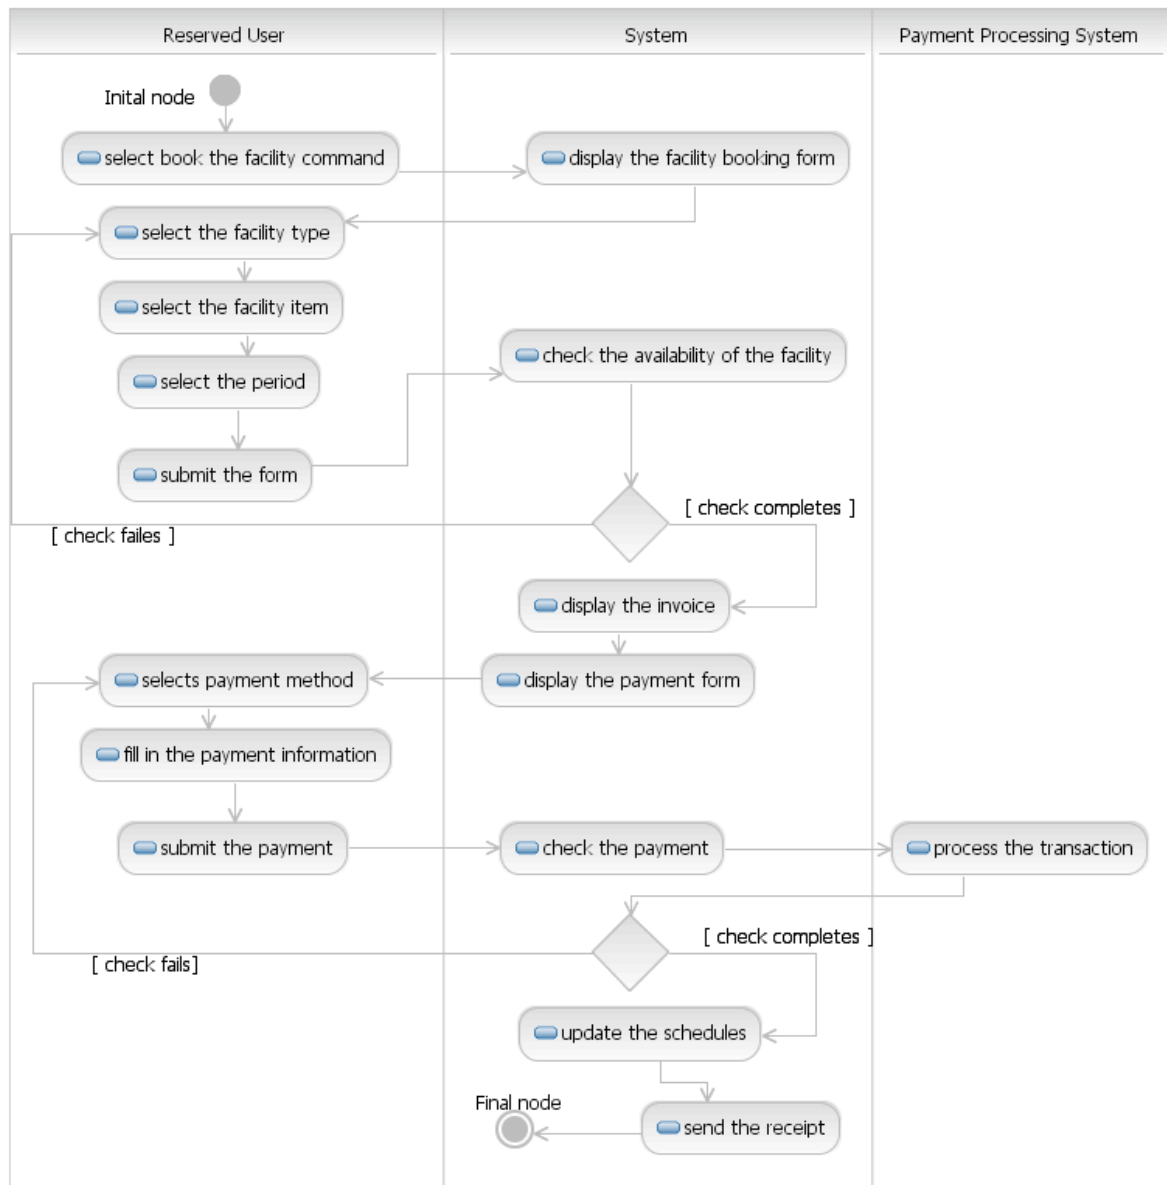 Reserved User
System
Payment Processing System
Inital node
select book the facility command
display the facility booking form
select the facility type
select the facility item
check the availability of the facility
select the period
submit the form
[ check completes ]
[ check failes ]
display the invoice
selects payment method
display the payment form
fill in the payment information
submit the payment
check the payment
process the transaction
[ check completes ]
[ check fails]
update the schedules
Final node
send the receipt